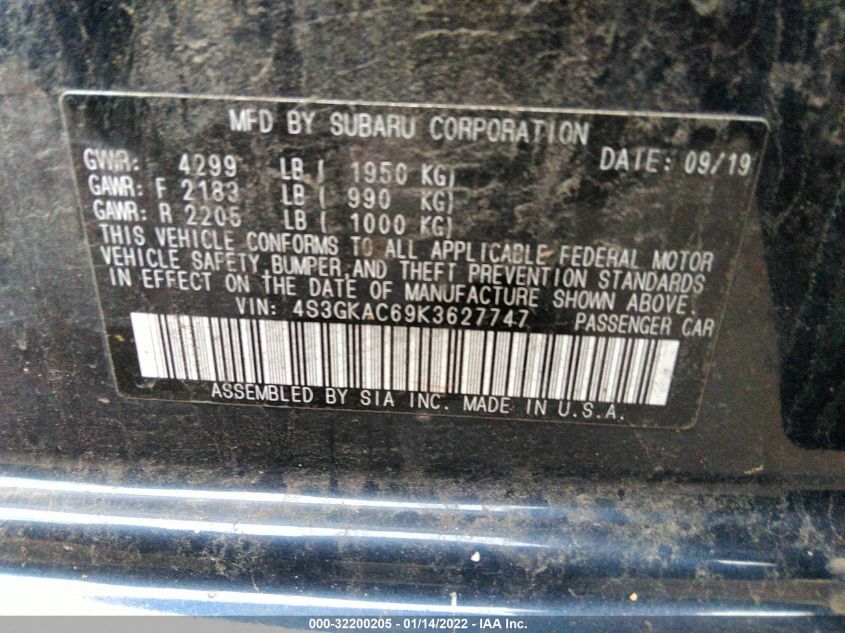 MFD BY SUBARU CORPORATION
GVWR: 4299 LB ( 1950 KG) DATE: 09/19
GAWR: F 2183 LB ( 990 KG)
GAWR: R 2205 LB ( 1000 KG)
THIS VEHICLE CONFORMS TO ALL APPLICABLE FEDERAL MOTOR
VEHICLE SAFETY,BUMPER,AND THEFT PREVENTION STANDARDS
IN EFFECT ON THE DATE OF MANUFACTURE SHOWN ABOVE.
VIN: 4S3GKAC69K3627747 PASSENGER CAR
ASSEMBLED BY SIA INC. MADE IN U.S.A.
000-32200205 - 01/14/2022 - IAA Inc.